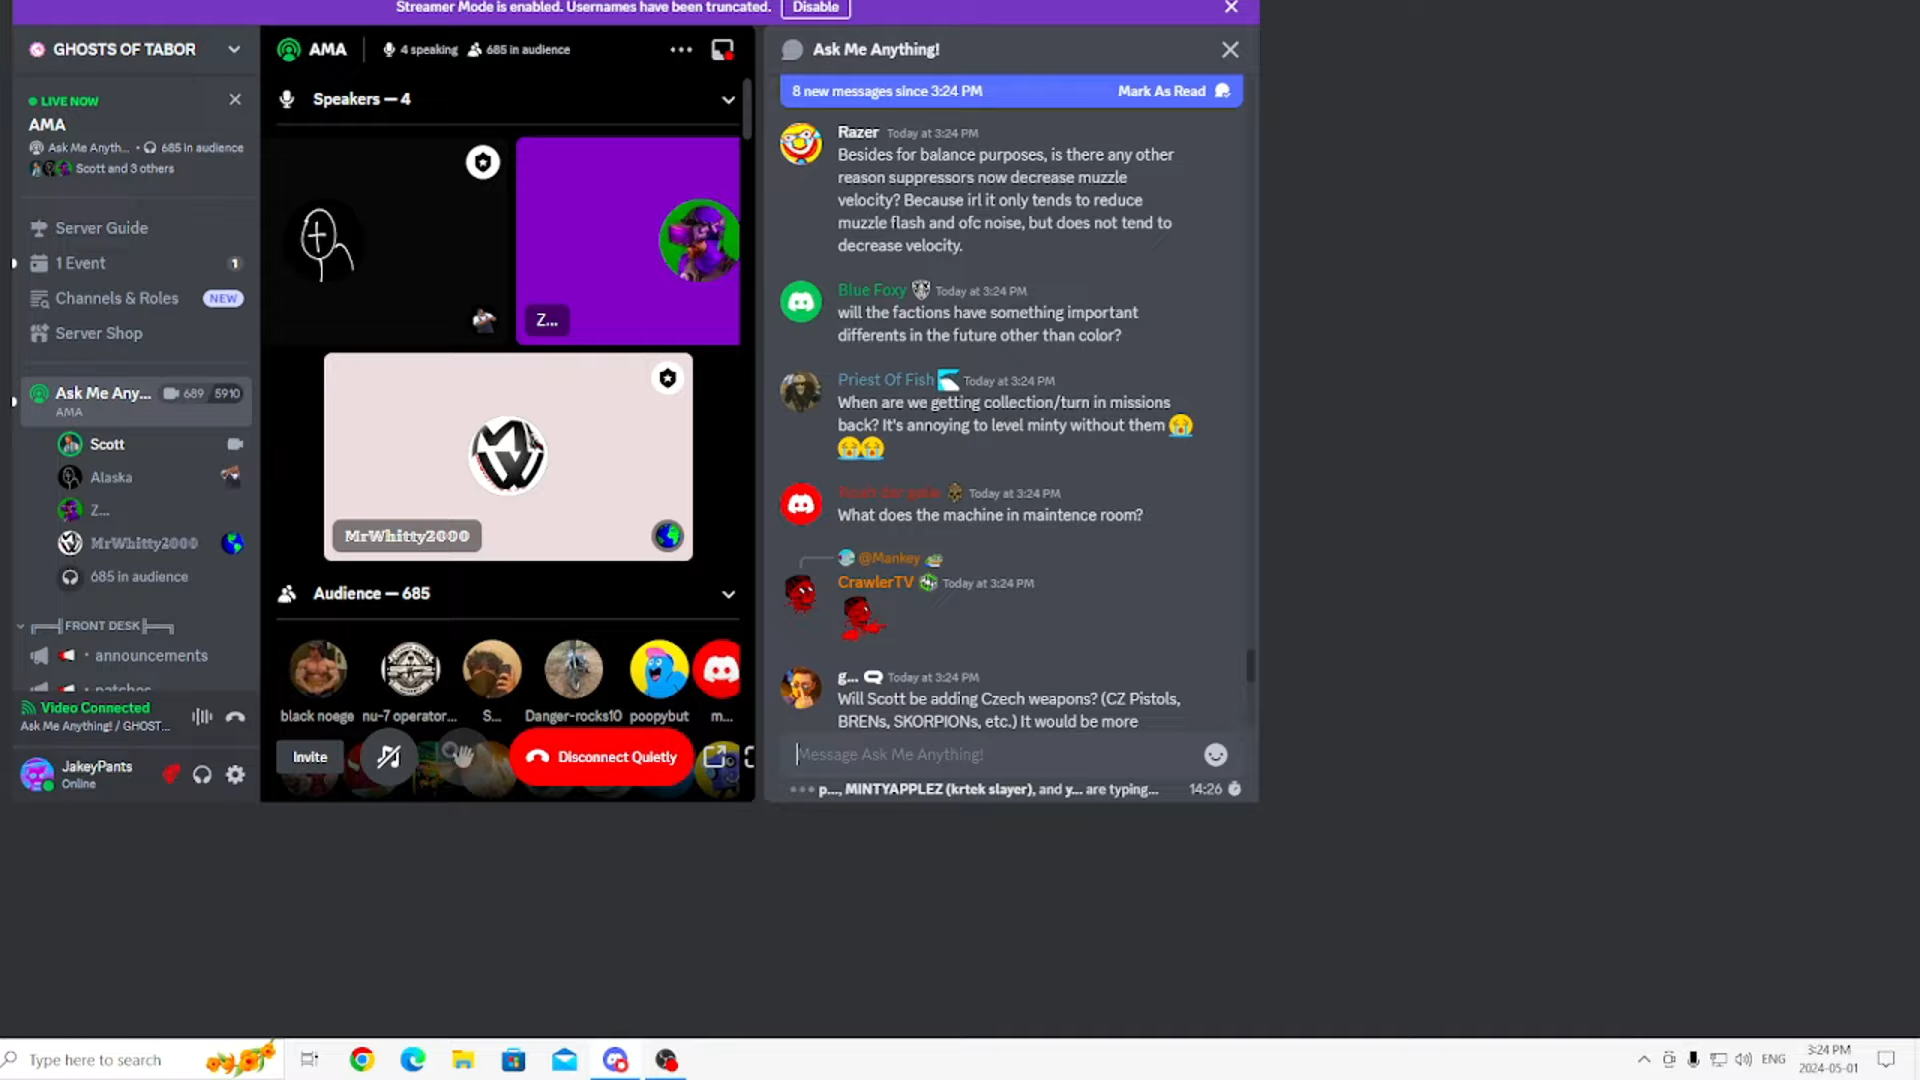 Streamer Mode is enabled. Usernames have been truncated.
Disable
GHOSTS OF TABOR
LIVE NOW
AMA
Ask Me Anyth... • 685 in audience
Scott and 3 others
Server Guide
1 Event
1
Channels & Roles
NEW
Server Shop
Ask Me Any...
689 5910
AMA
Scott
Alaska
Z...
MrWhitty2000
685 in audience
FRONT DESK
announcements
patches
Video Connected
Ask Me Anything! / GHOST...
JakeyPants
Online
AMA
4 speaking
685 in audience
Speakers — 4
Z...
MrWhitty2000
Audience — 685
black noege
nu-7 operator...
S...
Danger-rocks10
poopybut
m...
Invite
Disconnect Quietly
Ask Me Anything!
8 new messages since 3:24 PM
Mark As Read
Razer Today at 3:24 PM
Besides for balance purposes, is there any other
reason suppressors now decrease muzzle
velocity? Because irl it only tends to reduce
muzzle flash and ofc noise, but does not tend to
decrease velocity.
Blue Foxy Today at 3:24 PM
will the factions have something important
differents in the future other than color?
Priest Of Fish Today at 3:24 PM
When are we getting collection/turn in missions
back? It's annoying to level minty without them 😭
😭😭
Today at 3:24 PM
What does the machine in maintence room?
@Mankey
CrawlerTV Today at 3:24 PM
g... Today at 3:24 PM
Will Scott be adding Czech weapons? (CZ Pistols,
BRENs, SKORPIONs, etc.) It would be more
Message Ask Me Anything!
p..., MINTYAPPLEZ (krtek slayer), and y... are typing...
14:26
Type here to search
ENG
3:24 PM
2024-05-01